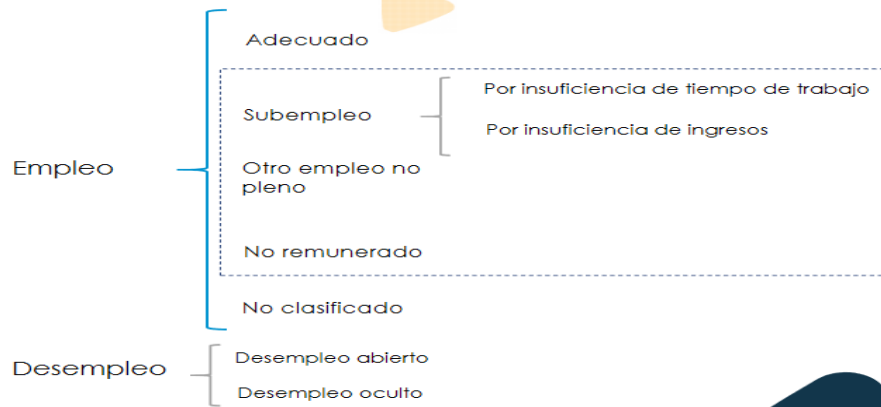 Adecuado
Por insuficiencia de tiempo de trabajo
Subempleo
Por insuficiencia de ingresos
Empleo
Otro empleo no
pleno
No remunerado
No clasificado
Desempleo
Desempleo abierto
Desempleo oculto